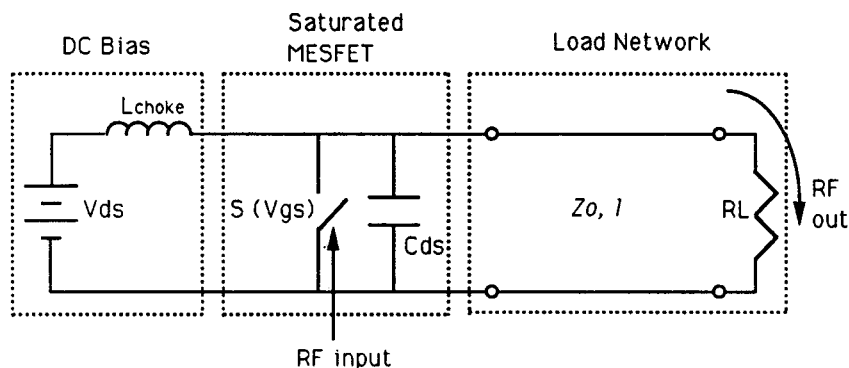 DC Bias
Saturated
MESFET
Load Network
Lchoke
Vds
S (Vgs)
Cds
Zo, l
RL
RF
out
RF input